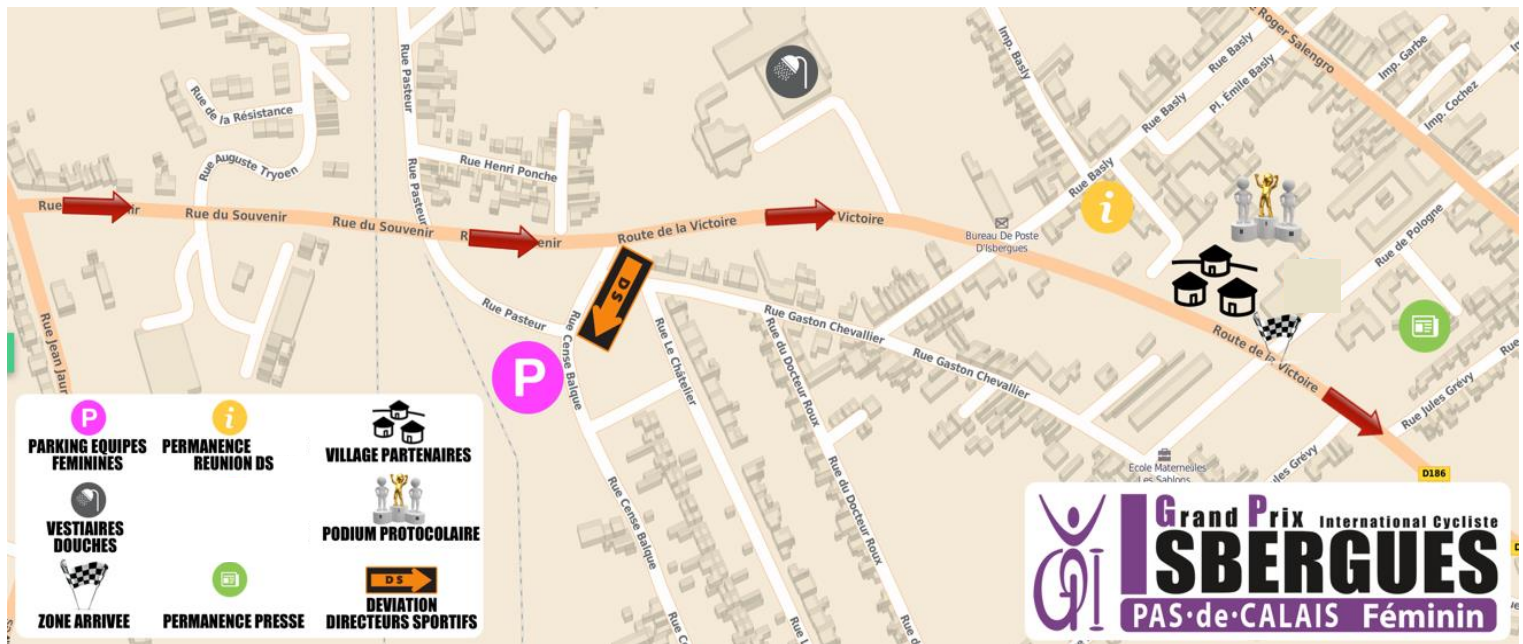 Rue Pasteur
Imp. Basly
Rue Basly
Roger Salengro
Imp. Garbe
Rue de la Résistance
Rue Basly
Pl. Émile Basly
Imp. Cochez
Rue Auguste Tryoen
Rue Henri Ponche
Rue Pasteur
Rue Basly
i
Rue
Rue du Souvenir
Rue du Souvenir
Route de la Victoire
Victoire
Bureau De Poste
D'Isbergues
Rue de Pologne
DS
Rue Pasteur
Rue Cense Balque
Rue Gaston Chevallier
Rue Gaston Chevallier
Route de la Victoire
Rue Jean Jaur
P
Rue Le Châtelier
Rue du Docteur Roux
Rue Jules Grévy
Ecole Maternelles
Les Sablons
ules Grévy
D186
Rue Cense Balque
Rue du Docteur Roux
P
PARKING EQUIPES
FEMININES
i
PERMANENCE
REUNION DS
VILLAGE PARTENAIRES
VESTIAIRES
DOUCHES
PODIUM PROTOCOLAIRE
ZONE ARRIVEE
PERMANENCE PRESSE
DS
DEVIATION
DIRECTEURS SPORTIFS
Grand Prix International Cycliste
ISBERGUES
PAS·de·CALAIS Féminin